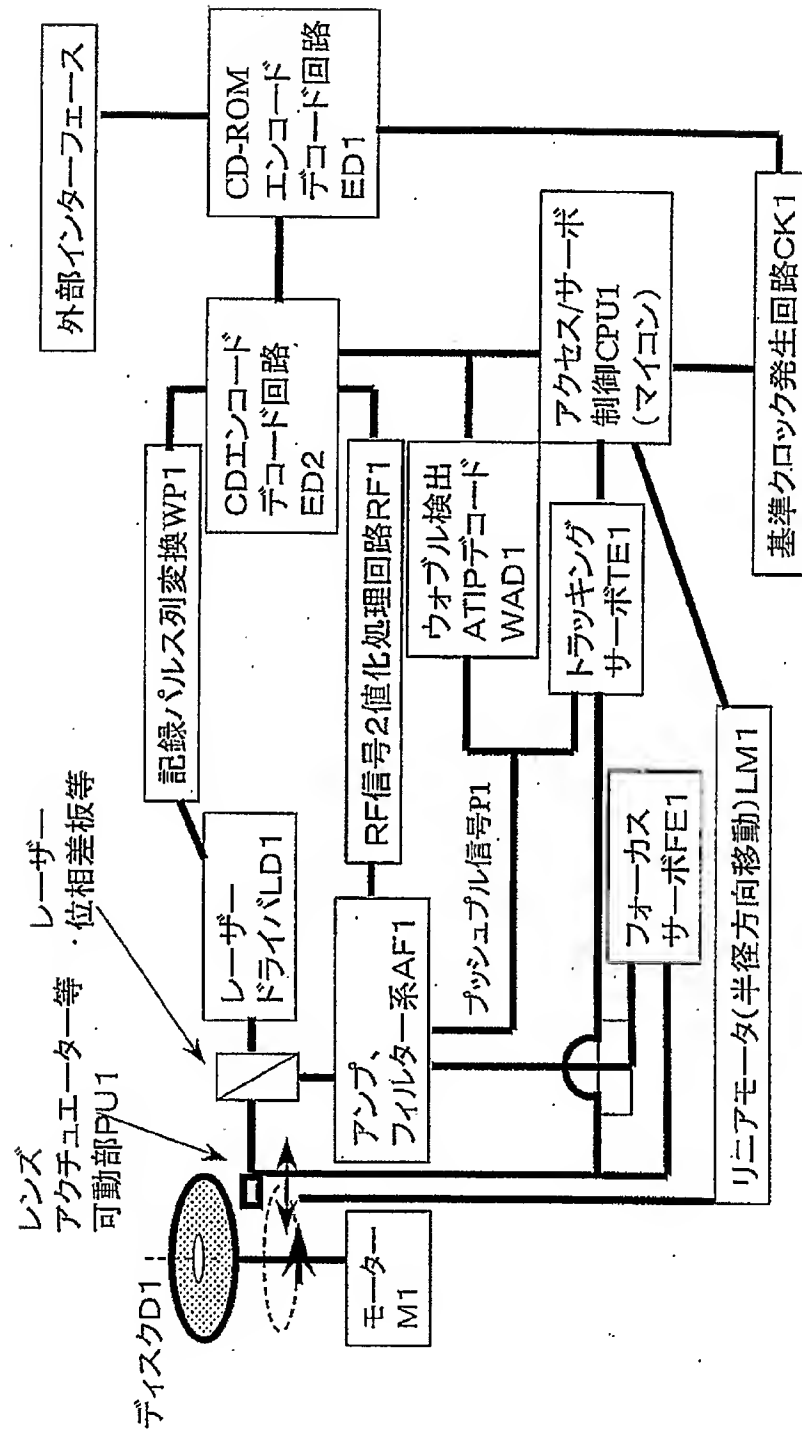 ディスクD1
レンズ
アクチュエーター等
可動部PU1
レーザー
・位相差板等
モーター
M1
レーザー
ドライバLD1
記録パルス列変換WP1
アンプ、
フィルター系AF1
RF信号2値化処理回路RF1
CDエンコード
デコード回路
ED2
外部インターフェース
CD-ROM
エンコード
デコード回路
ED1
プッシュプル信号P1
ウォブル検出
ATIPデコード
WAD1
トラッキング
サーボTE1
フォーカス
サーボFE1
アクセス/サーボ
制御CPU1
(マイコン)
リニアモータ(半径方向移動)LM1
基準クロック発生回路CK1